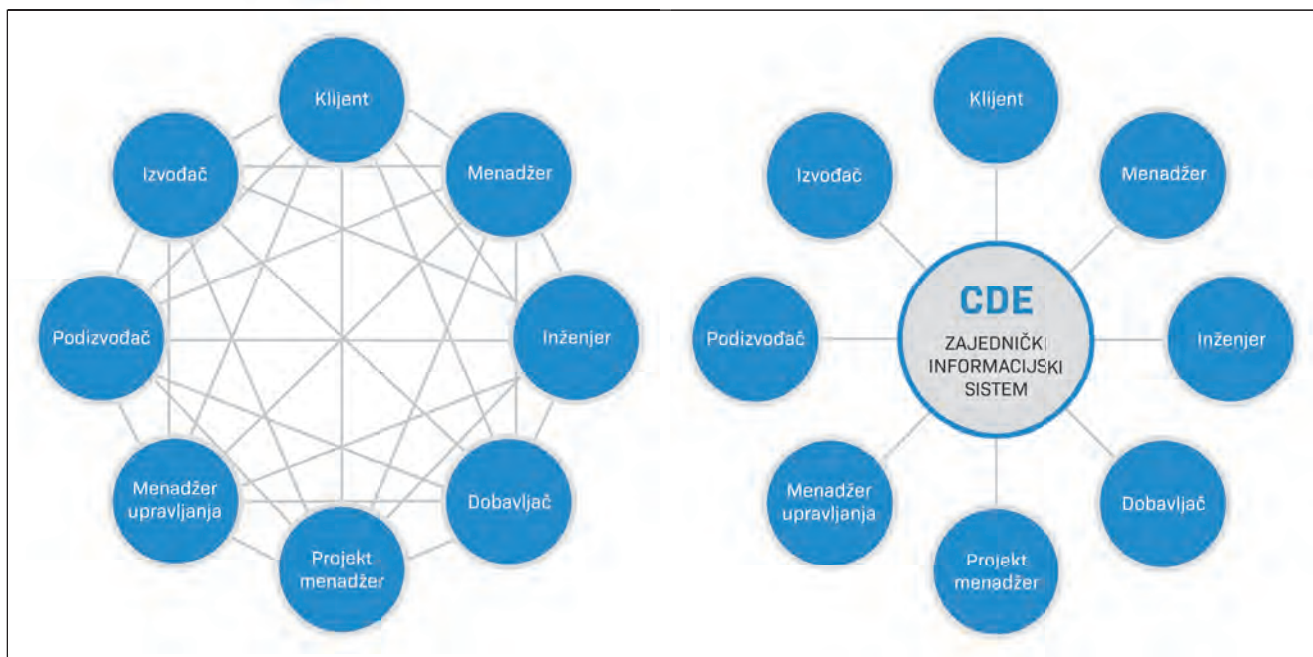 Klijent
Izvođač
Menadžer
Podizvođač
Inženjer
Menadžer
upravljanja
Dobavljač
Projekt
menadžer
Klijent
Izvođač
Menadžer
CDE
ZAJEDNIČKI
INFORMACIJSKI
SISTEM
Podizvođač
Inženjer
Menadžer
upravljanja
Dobavljač
Projekt
menadžer